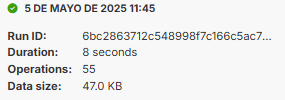 5 DE MAYO DE 2025 11:45
Run ID: 6bc2863712c548998f7c166c5ac7...
Duration: 8 seconds
Operations: 55
Data size: 47.0 KB